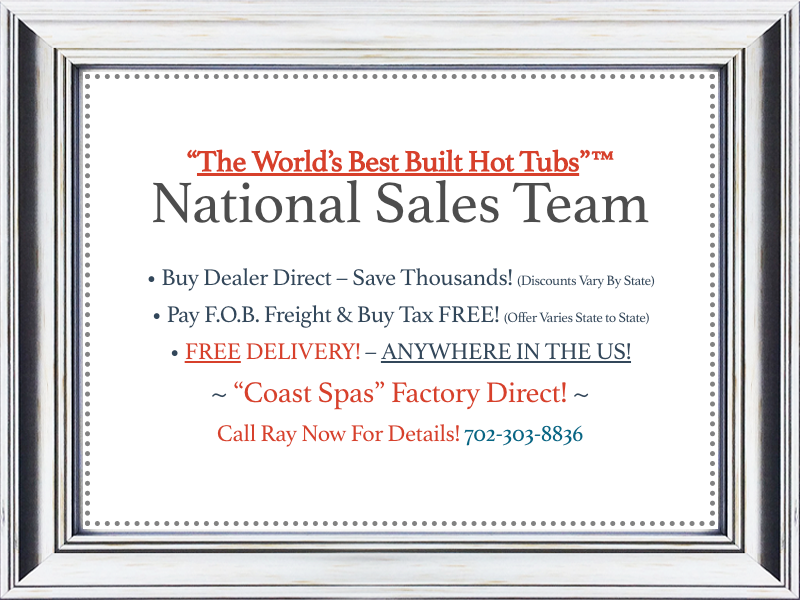 “The World’s Best Built Hot Tubs”™
National Sales Team
• Buy Dealer Direct – Save Thousands! (Discounts Vary By State)
• Pay F.O.B. Freight & Buy Tax FREE! (Offer Varies State to State)
• FREE DELIVERY! – ANYWHERE IN THE US!
~ “Coast Spas” Factory Direct! ~
Call Ray Now For Details! 702-303-8836